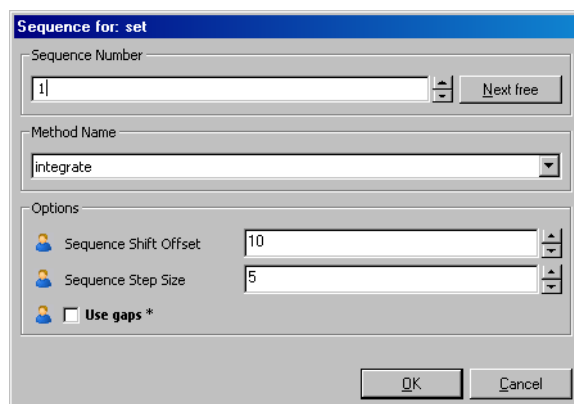 Sequence for: set
Sequence Number
1
Next free
Method Name
integrate
Options
Sequence Shift Offset
10
Sequence Step Size
5
Use gaps *
OK
Cancel